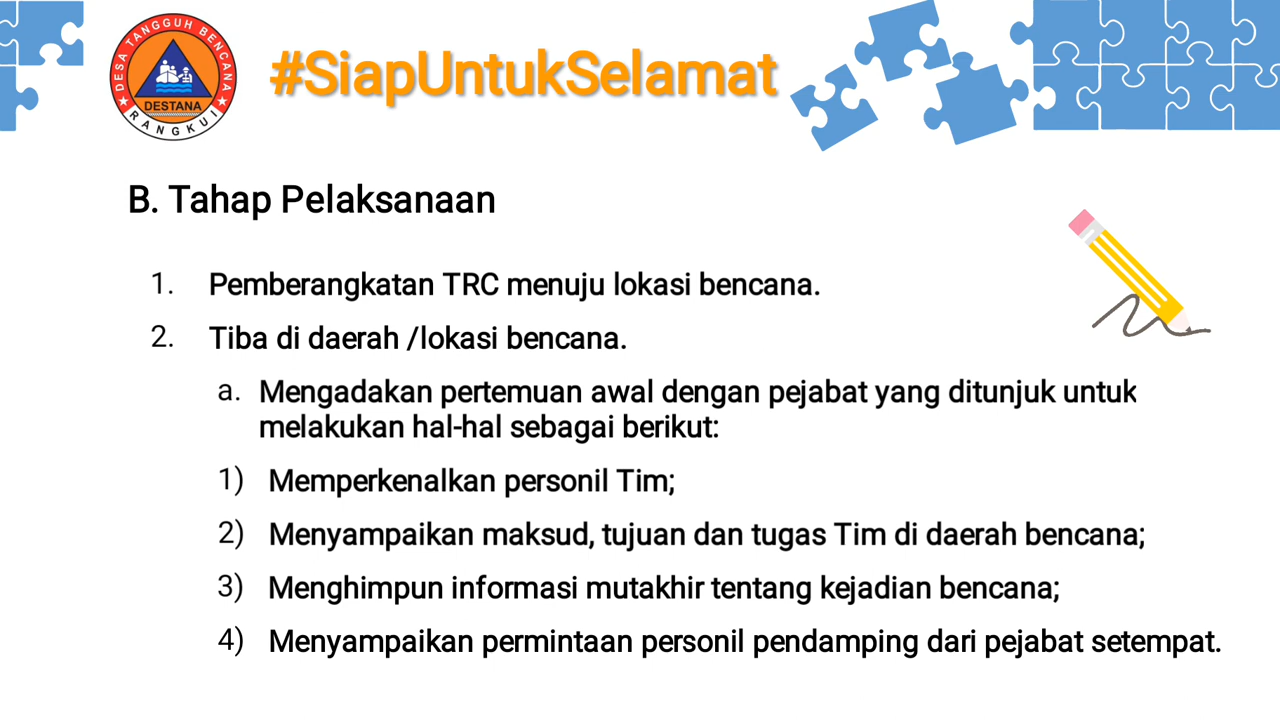 DESA TANGGUH BENCANA
DESTANA
RANGKUI
#SiapUntukSelamat
B. Tahap Pelaksanaan
1. Pemberangkatan TRC menuju lokasi bencana.
2. Tiba di daerah /lokasi bencana.
a. Mengadakan pertemuan awal dengan pejabat yang ditunjuk untuk
melakukan hal-hal sebagai berikut:
1) Memperkenalkan personil Tim;
2) Menyampaikan maksud, tujuan dan tugas Tim di daerah bencana;
3) Menghimpun informasi mutakhir tentang kejadian bencana;
4) Menyampaikan permintaan personil pendamping dari pejabat setempat.